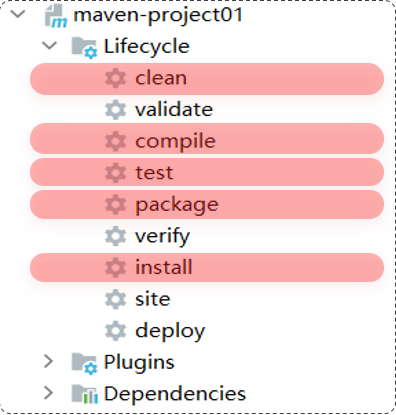 maven-project01
Lifecycle
clean
validate
compile
test
package
verify
install
site
deploy
Plugins
Dependencies